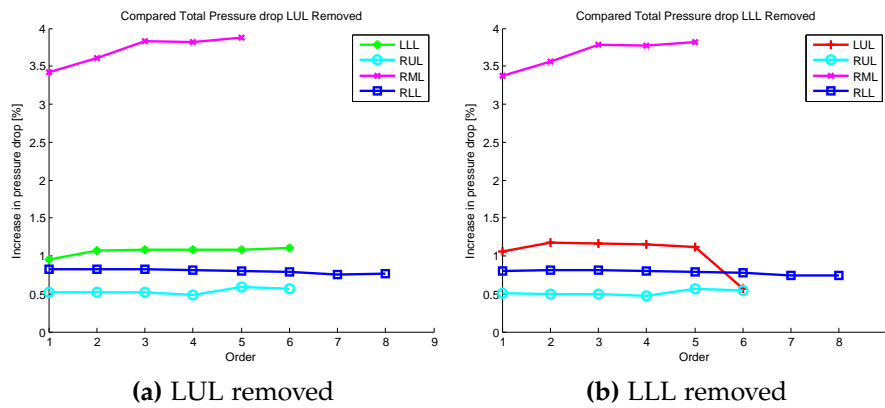 Compared Total Pressure drop LUL Removed
4
3.5
3
2.5
2
1.5
1
0.5
0
Increase in pressure drop [%]
LLL
RUL
RML
RLL
1 2 3 4 5 6 7 8 9
Order
(a) LUL removed
Compared Total Pressure drop LLL Removed
4
3.5
3
2.5
2
1.5
1
0.5
0
Increase in pressure drop [%]
LUL
RUL
RML
RLL
1 2 3 4 5 6 7 8
Order
(b) LLL removed